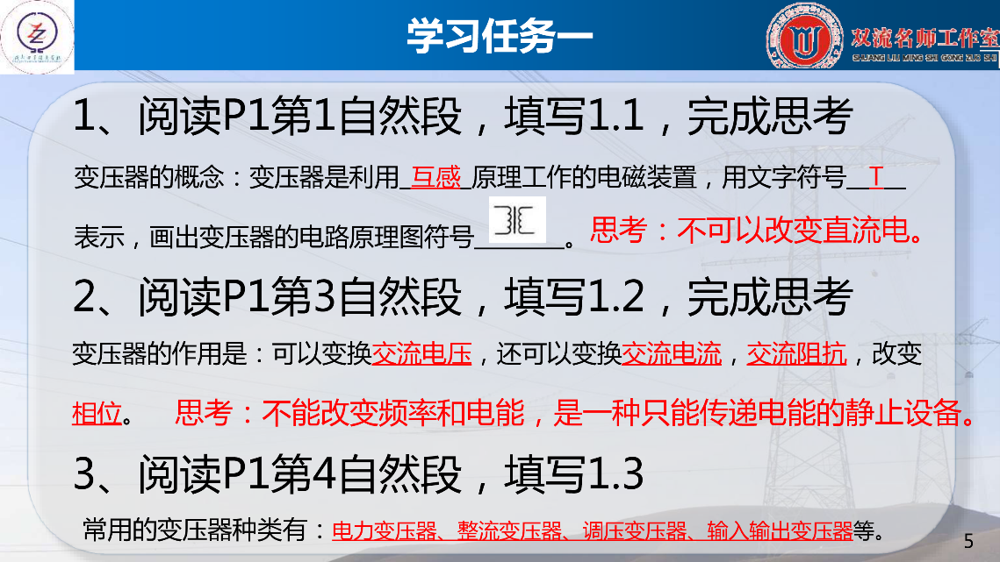 学习任务一
双流名师工作室
SHUANG LIU MING SHI GONG ZUO SHI
1、阅读P1第1自然段，填写1.1，完成思考
变压器的概念：变压器是利用_互感_原理工作的电磁装置，用文字符号__T__
表示，画出变压器的电路原理图符号________。思考：不可以改变直流电。
2、阅读P1第3自然段，填写1.2，完成思考
变压器的作用是：可以变换交流电压，还可以变换交流电流，交流阻抗，改变
相位。 思考：不能改变频率和电能，是一种只能传递电能的静止设备。
3、阅读P1第4自然段，填写1.3
常用的变压器种类有：电力变压器、整流变压器、调压变压器、输入输出变压器等。
5